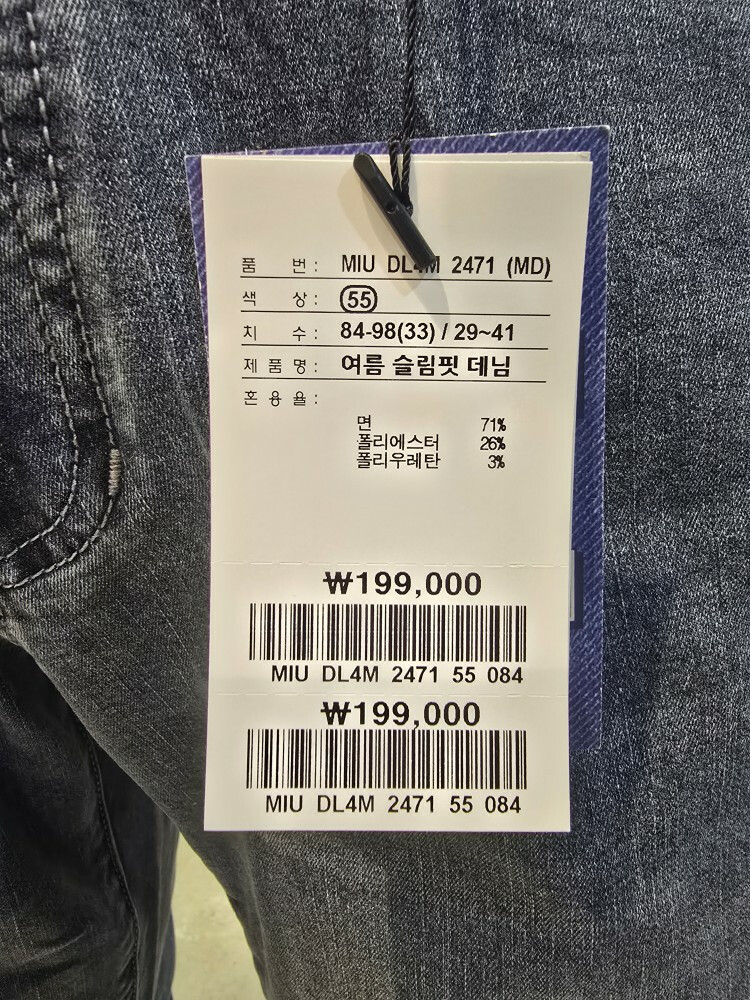 품 번 : MIU DL4M 2471 (MD)
색 상 : 55
치 수 : 84-98(33) / 29~41
제 품 명 : 여름 슬림핏 데님
혼 용 율 :
면 71%
폴리에스터 26%
폴리우레탄 3%
₩199,000
MIU DL4M 2471 55 084
₩199,000
MIU DL4M 2471 55 084